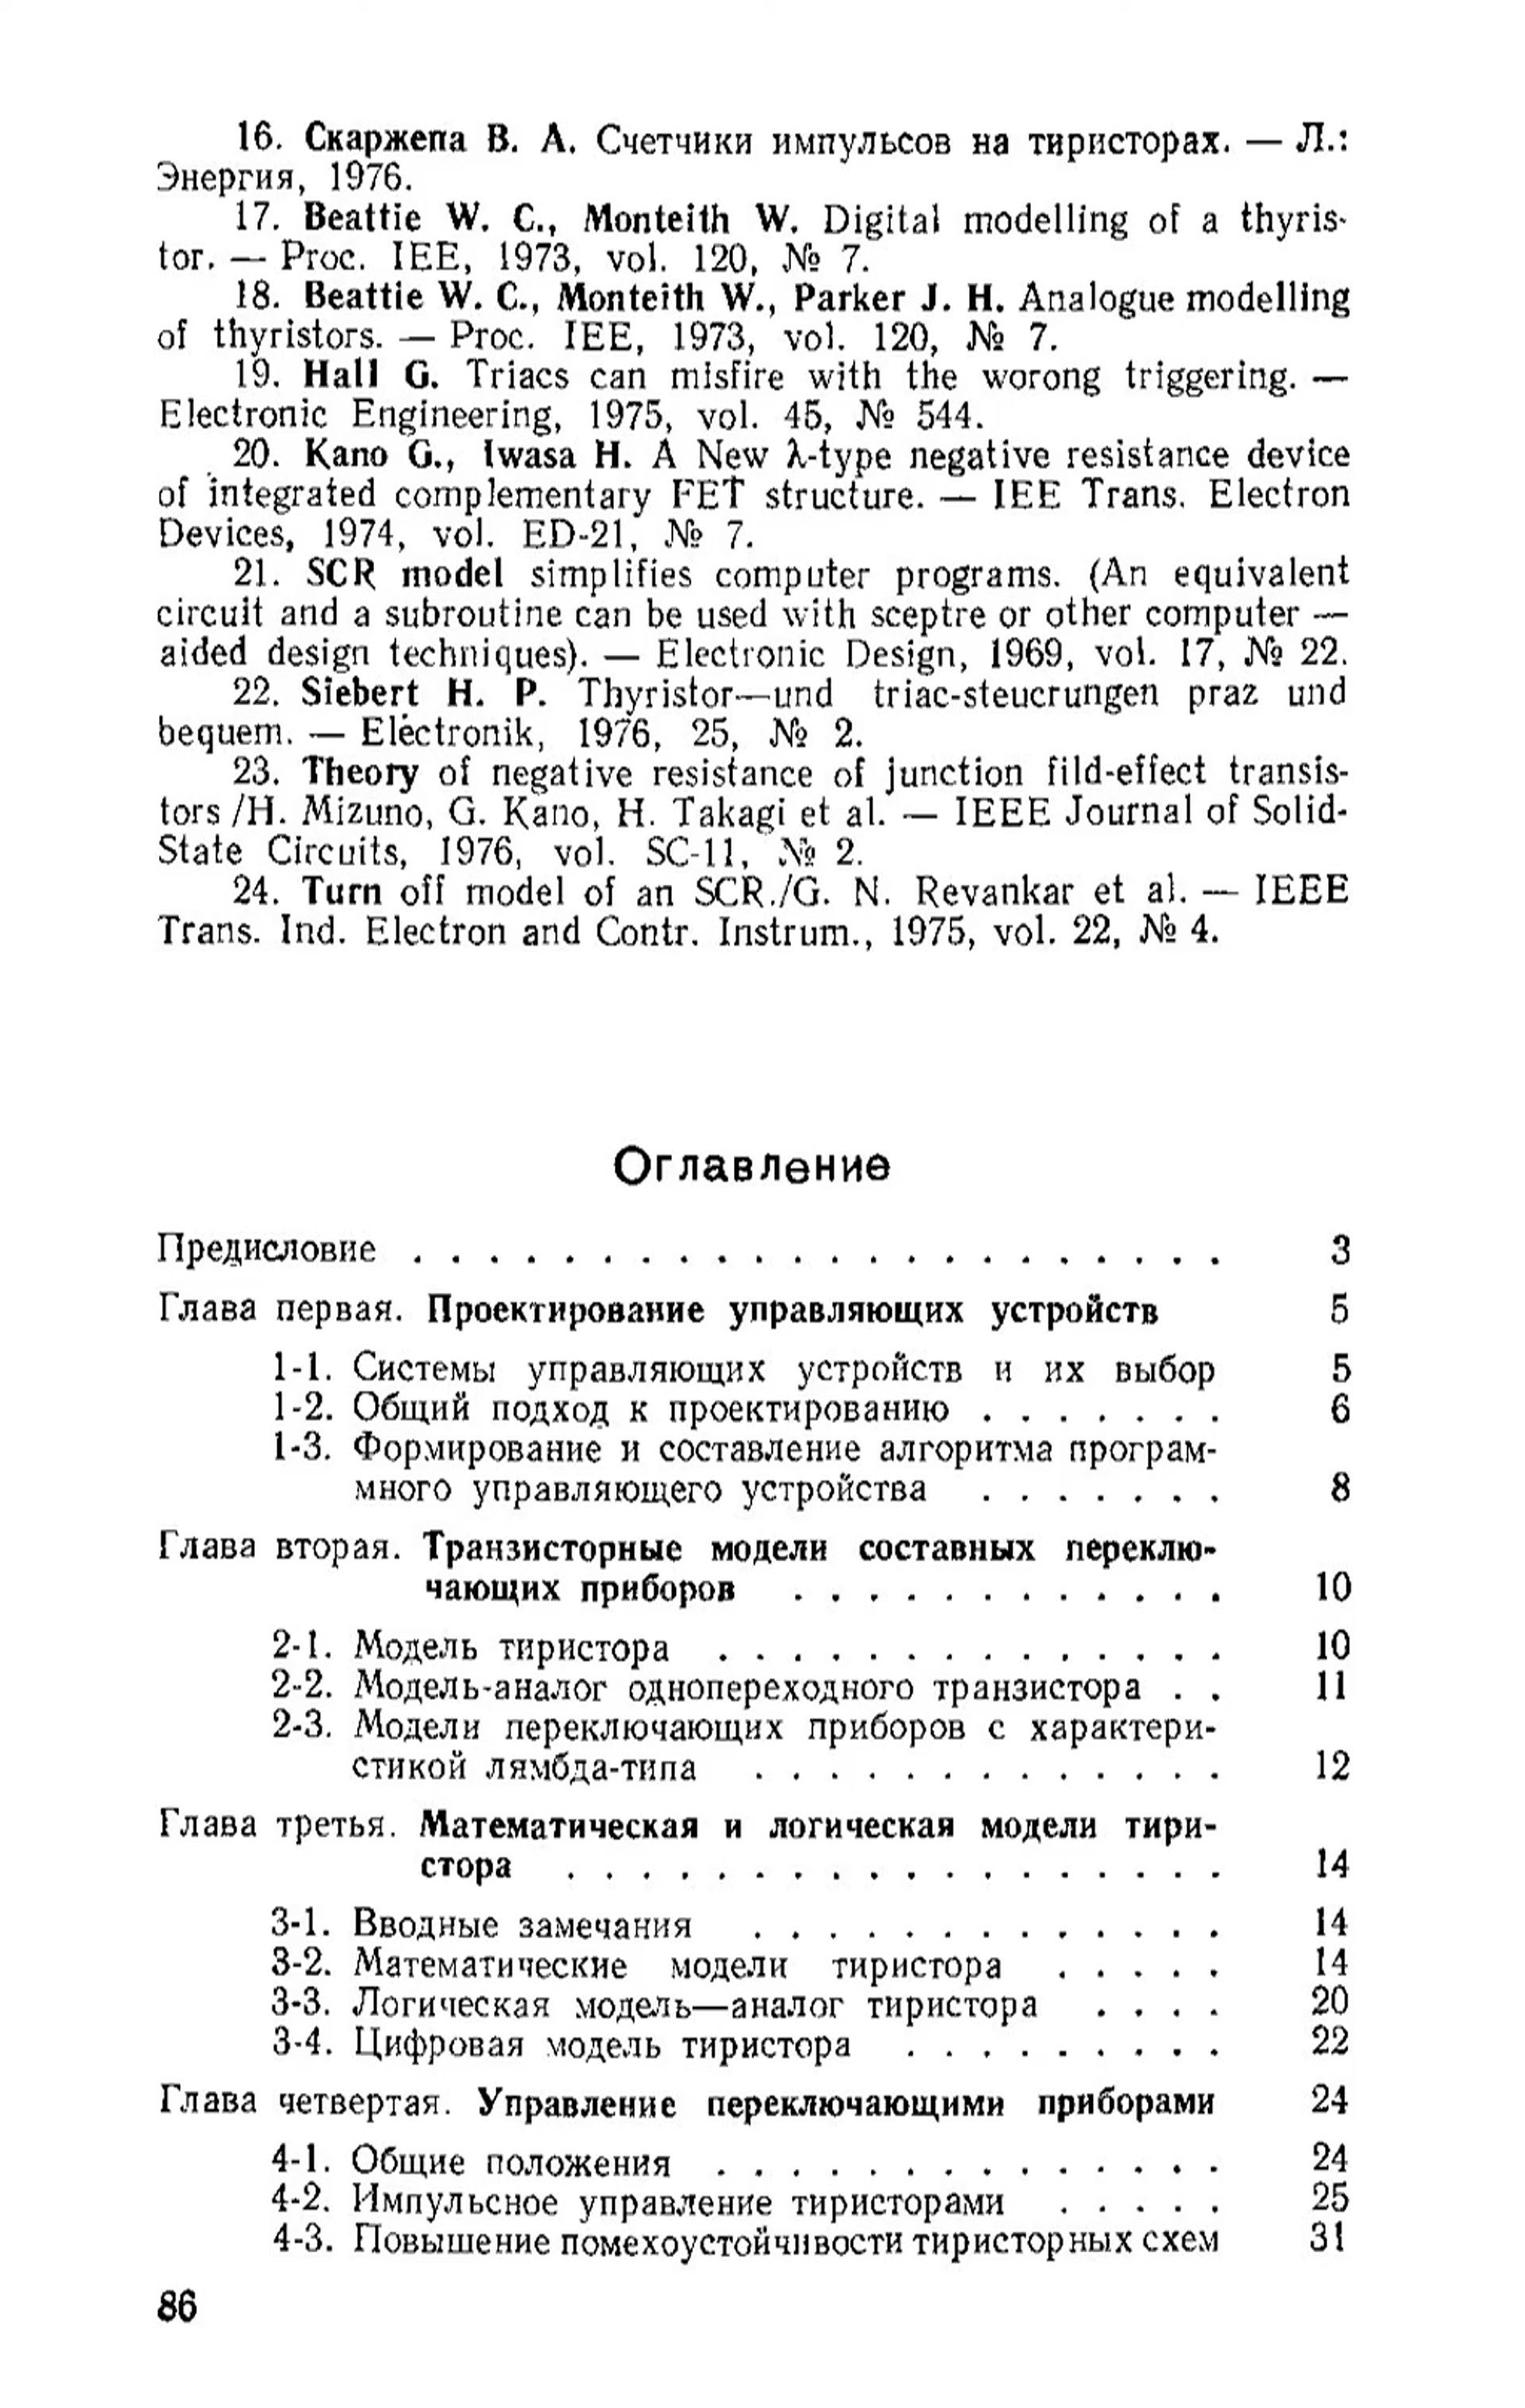 16. Скаржепа В. А. Счетчики импульсов на тиристорах. — Л.:
Энергия, 1976.
17. Beattie W. C., Monteith W. Digital modelling of a thyris-
tor. — Proc. IEE, 1973, vol. 120, № 7.
18. Beattie W. C., Monteith W., Parker J. H. Analogue modelling
of thyristors. — Proc. IEE, 1973, vol. 120, № 7.
19. Hall G. Triacs can misfire with the worong triggering. —
Electronic Engineering, 1975, vol. 45, № 544.
20. Kano G., Iwasa H. A New λ-type negative resistance device
of integrated complementary FET structure. — IEE Trans. Electron
Devices, 1974, vol. ED-21, № 7.
21. SCR model simplifies computer programs. (An equivalent
circuit and a subroutine can be used with sceptre or other computer —
aided design techniques). — Electronic Design, 1969, vol. 17, № 22.
22. Siebert H. P. Thyristor—und triac-steucrungen praz und
bequem. — Electronik, 1976, 25, № 2.
23. Theory of negative resistance of junction fild-effect transis-
tors /H. Mizuno, G. Kano, H. Takagi et al. — IEEE Journal of Solid-
State Circuits, 1976, vol. SC-11, № 2.
24. Turn off model of an SCR./G. N. Revankar et al. — IEEE
Trans. Ind. Electron and Contr. Instrum., 1975, vol. 22, № 4.
Оглавление
Предисловие . . . . . . . . . . . . . . . . . . . . . . 3
Глава первая. Проектирование управляющих устройств 5
1-1. Системы управляющих устройств и их выбор 5
1-2. Общий подход к проектированию . . . . . . . 6
1-3. Формирование и составление алгоритма програм-
много управляющего устройства . . . . . . . 8
Глава вторая. Транзисторные модели составных переклю-
чающих приборов . . . . . . . . . . . . 10
2-1. Модель тиристора . . . . . . . . . . . . . . 10
2-2. Модель-аналог однопереходного транзистора . . 11
2-3. Модели переключающих приборов с характери-
стикой лямбда-типа . . . . . . . . . . . . . 12
Глава третья. Математическая и логическая модели тири-
стора . . . . . . . . . . . . . . . . . . 14
3-1. Вводные замечания . . . . . . . . . . . . . 14
3-2. Математические модели тиристора . . . . . 14
3-3. Логическая модель—аналог тиристора . . . . 20
3-4. Цифровая модель тиристора . . . . . . . . . 22
Глава четвертая. Управление переключающими приборами 24
4-1. Общие положения . . . . . . . . . . . . . . 24
4-2. Импульсное управление тиристорами . . . . . 25
4-3. Повышение помехоустойчивости тиристорных схем 31
86